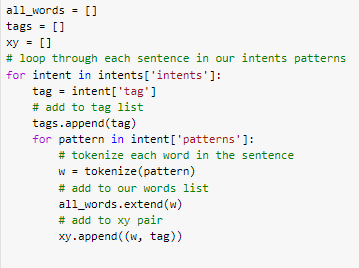 all_words = []
tags = []
xy = []
# loop through each sentence in our intents patterns
for intent in intents['intents']:
    tag = intent['tag']
    # add to tag list
    tags.append(tag)
    for pattern in intent['patterns']:
        # tokenize each word in the sentence
        w = tokenize(pattern)
        # add to our words list
        all_words.extend(w)
        # add to xy pair
        xy.append((w, tag))